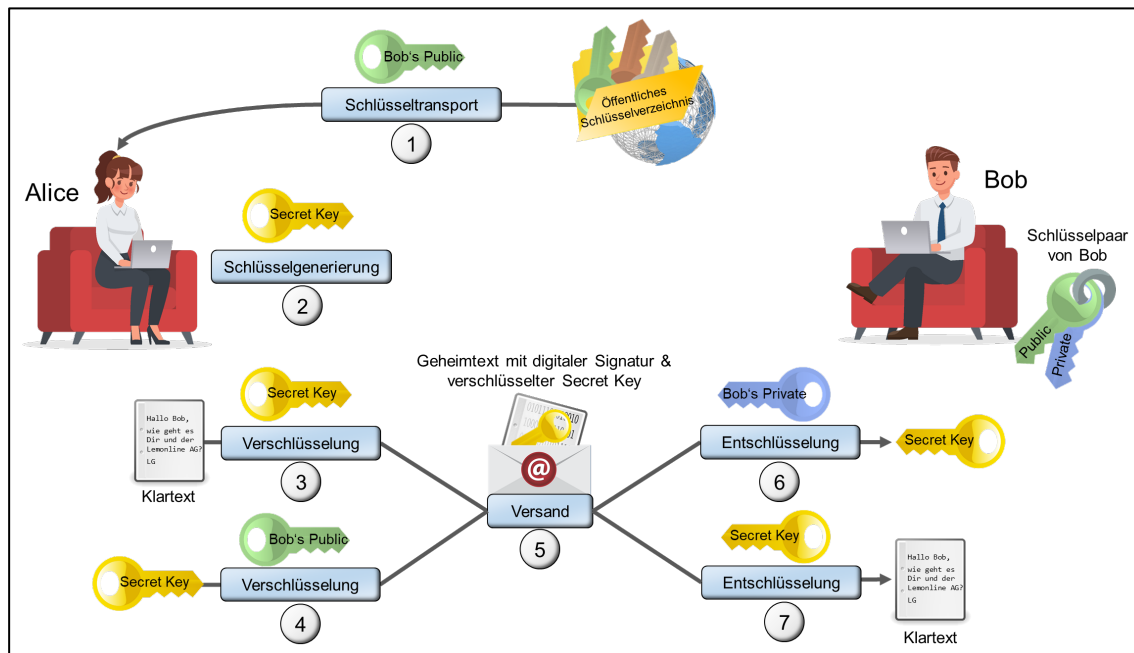 Bob's Public
Schlüsseltransport
1
Öffentliches
Schlüsselverzeichnis
Alice
Bob
Secret Key
Schlüsselgenerierung
2
Schlüsselpaar
von Bob
Public
Private
Geheimtext mit digitaler Signatur &
verschlüsselter Secret Key
Hallo Bob,
wie geht es
Dir und der
Lemonline AG?
LG
Klartext
Secret Key
Verschlüsselung
3
@
Versand
5
Bob's Private
Entschlüsselung
6
Secret Key
Secret Key
Bob's Public
Verschlüsselung
4
Secret Key
Entschlüsselung
7
Hallo Bob,
wie geht es
Dir und der
Lemonline AG?
LG
Klartext